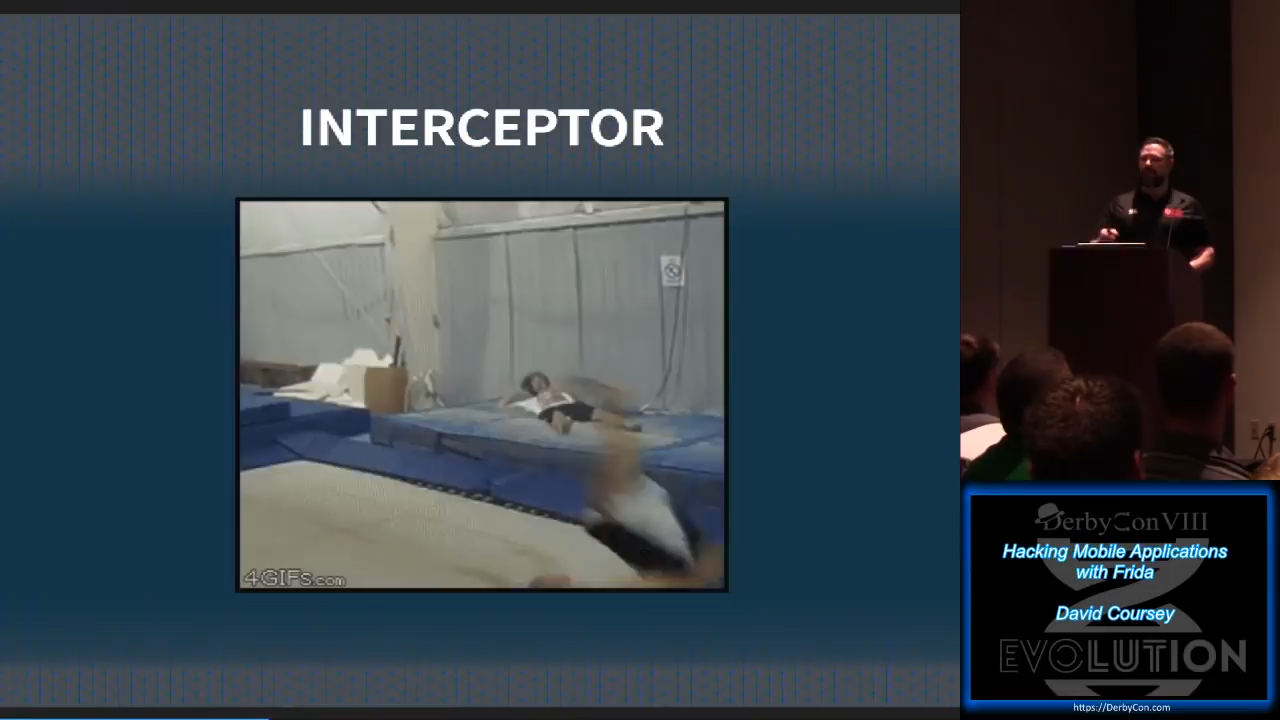 INTERCEPTOR
4GIFs.com
DerbyCon VIII
Hacking Mobile Applications
with Frida
David Coursey
EVOLUTION
https://DerbyCon.com